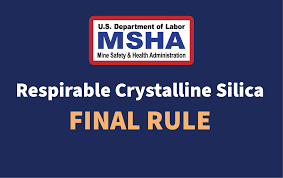 U.S. Department of Labor
MSHA
Mine Safety & Health Administration
Respirable Crystalline Silica
FINAL RULE